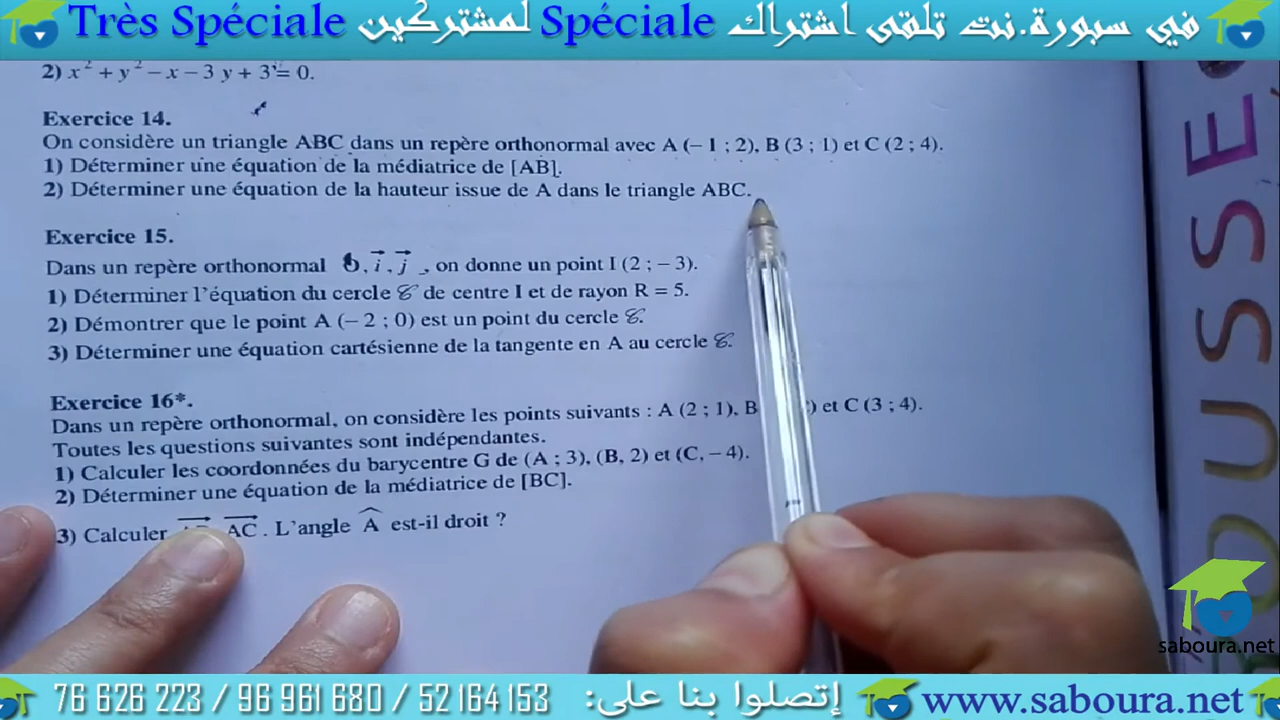 Très Spéciale لمشتركين Spéciale في سبورة.نت تلقى اشتراك
2) x² + y² – x – 3 y + 3 = 0.
Exercice 14.
On considère un triangle ABC dans un repère orthonormal avec A (– 1 ; 2), B (3 ; 1) et C (2 ; 4).
1) Déterminer une équation de la médiatrice de [AB].
2) Déterminer une équation de la hauteur issue de A dans le triangle ABC.
Exercice 15.
Dans un repère orthonormal O, i, j , on donne un point I (2 ; – 3).
1) Déterminer l'équation du cercle 𝒞 de centre I et de rayon R = 5.
2) Démontrer que le point A (– 2 ; 0) est un point du cercle 𝒞.
3) Déterminer une équation cartésienne de la tangente en A au cercle 𝒞.
Exercice 16*.
Dans un repère orthonormal, on considère les points suivants : A (2 ; 1), B ) et C (3 ; 4).
Toutes les questions suivantes sont indépendantes.
1) Calculer les coordonnées du barycentre G de (A ; 3), (B, 2) et (C, – 4).
2) Déterminer une équation de la médiatrice de [BC].
3) Calculer AC . L'angle A est-il droit ?
OUSSE
saboura.net
76 626 223 / 96 961 680 / 52 164 153 إتصلوا بنا على: www.saboura.net